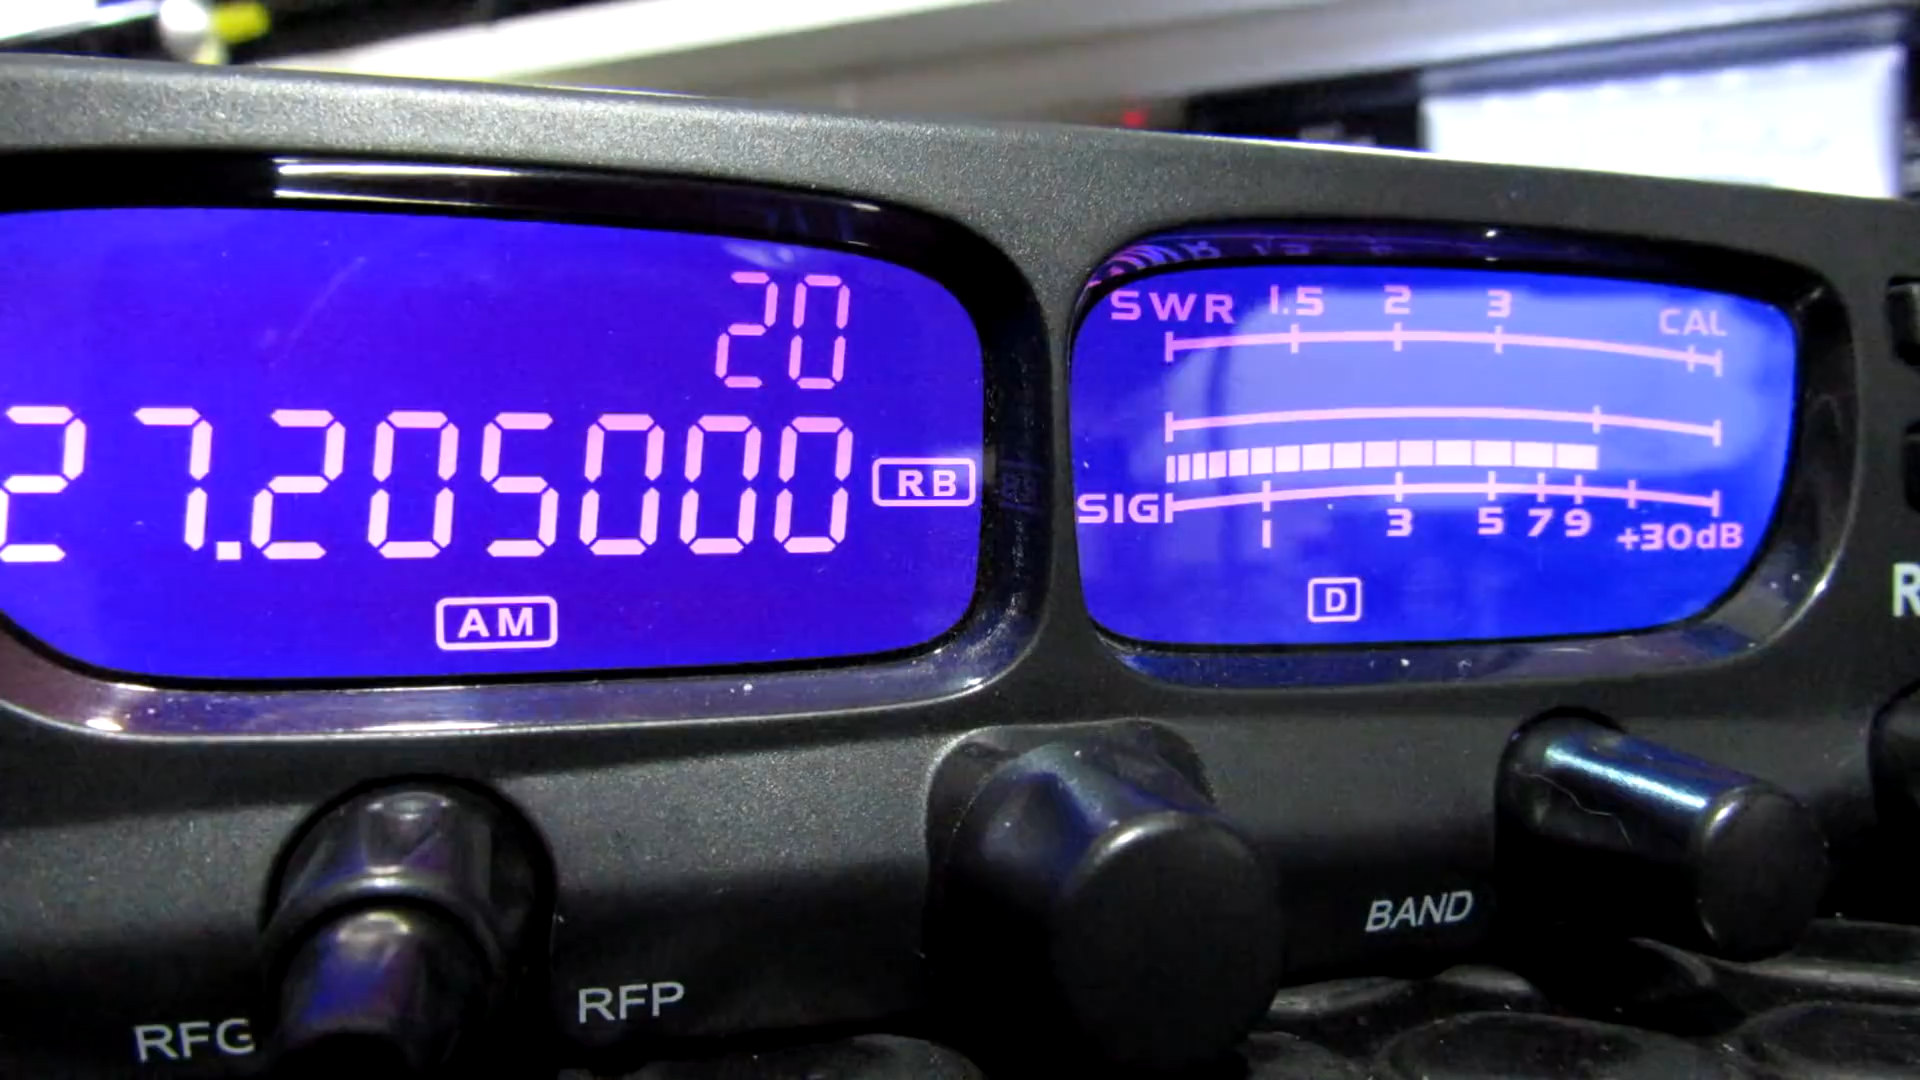 20
27.205000
RB
AM
SWR 1.5 2 3 CAL
SIG 1 3 5 7 9 +30dB
D
R
BAND
RFP
RFG